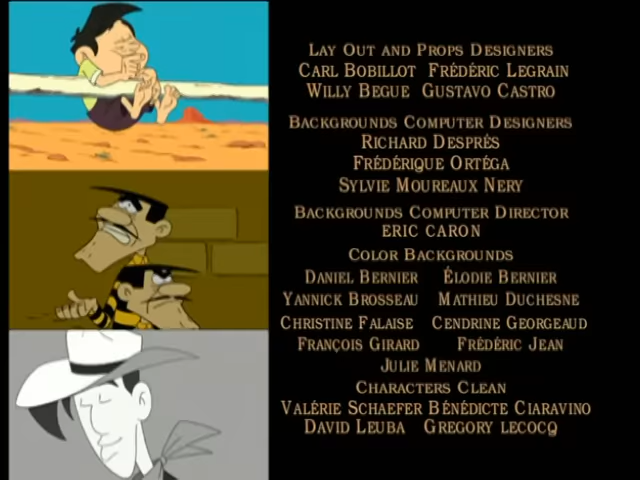 LAY OUT AND PROPS DESIGNERS
CARL BOBILLOT FRÉDÉRIC LEGRAIN
WILLY BEGUE GUSTAVO CASTRO
BACKGROUNDS COMPUTER DESIGNERS
RICHARD DESPRÉS
FRÉDÉRIQUE ORTÉGA
SYLVIE MOUREAUX NERY
BACKGROUNDS COMPUTER DIRECTOR
ERIC CARON
COLOR BACKGROUNDS
DANIEL BERNIER ÉLODIE BERNIER
YANNICK BROSSEAU MATHIEU DUCHESNE
CHRISTINE FALAISE CENDRINE GEORGEAUD
FRANÇOIS GIRARD FRÉDÉRIC JEAN
JULIE MENARD
CHARACTERS CLEAN
VALÉRIE SCHAEFER BÉNÉDICTE CIARAVINO
DAVID LEUBA GREGORY LECOCQ